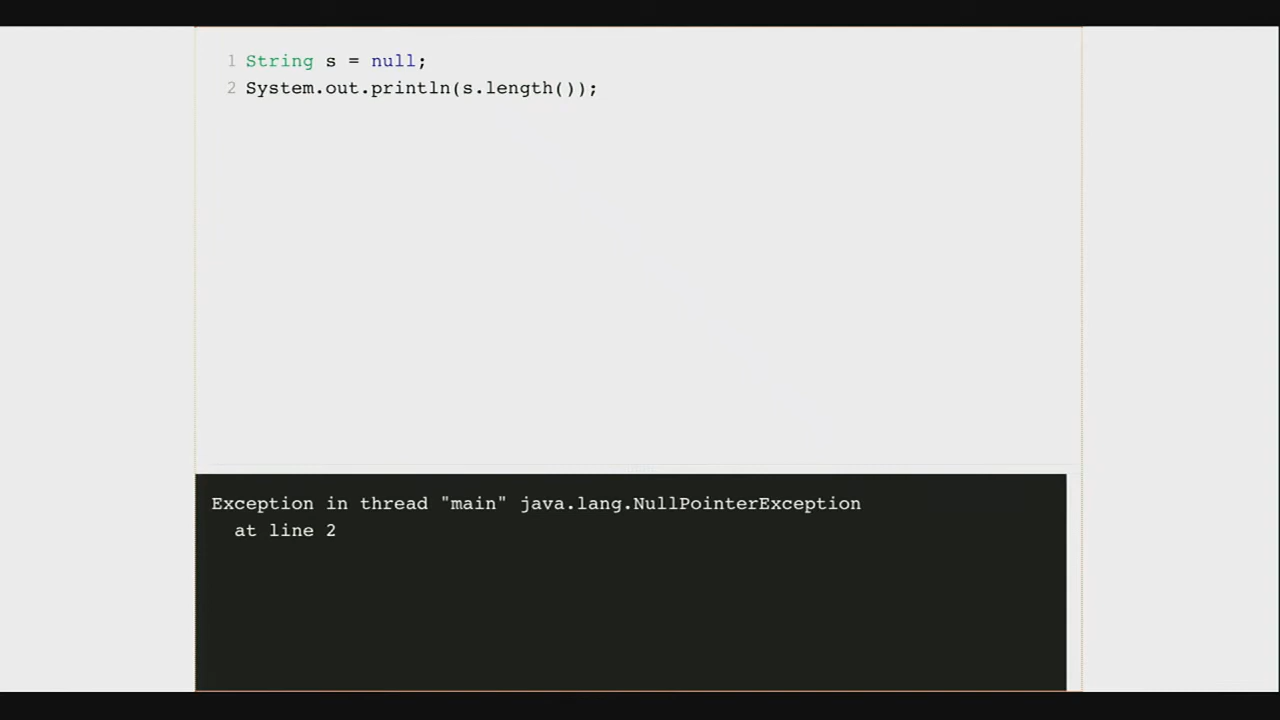 1 String s = null;
2 System.out.println(s.length());
Exception in thread "main" java.lang.NullPointerException
  at line 2